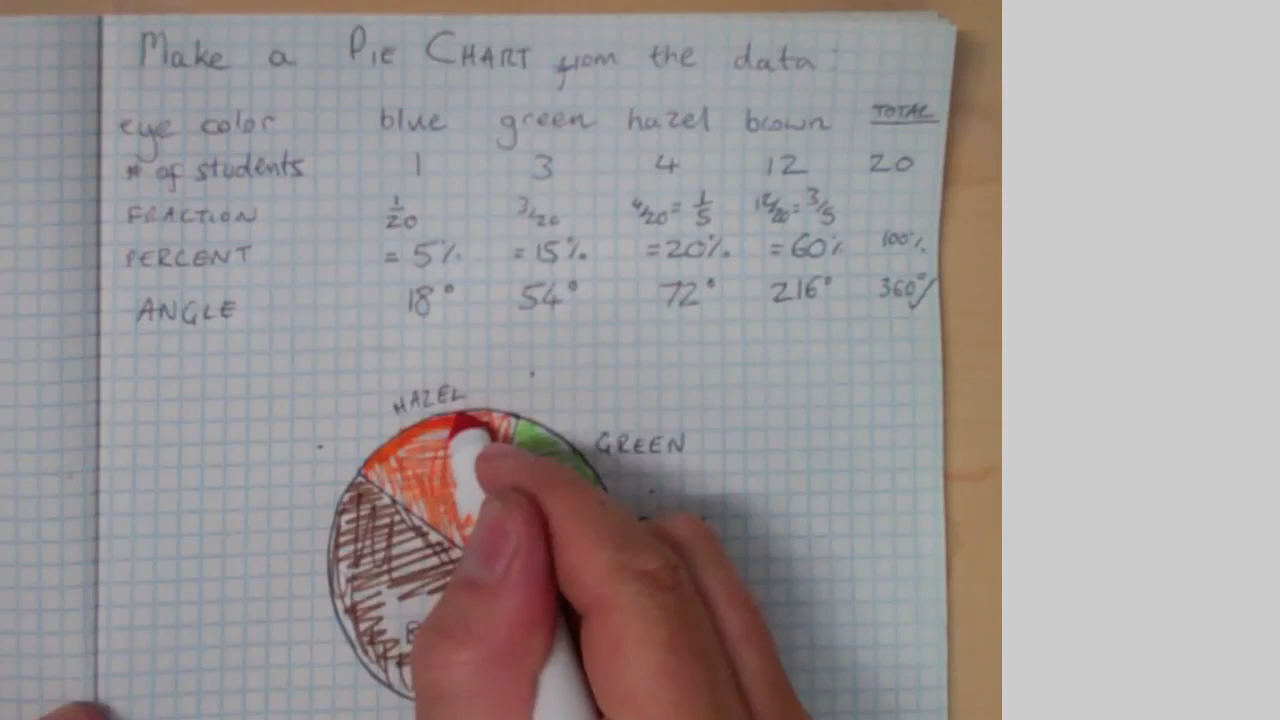 Make a PIE CHART from the data:
eye color blue green hazel brown TOTAL
# of students 1 3 4 12 20
FRACTION 1/20 3/20 4/20 = 1/5 12/20 = 3/5
PERCENT = 5% = 15% = 20% = 60% 100%
ANGLE 18° 54° 72° 216° 360°
HAZEL
GREEN